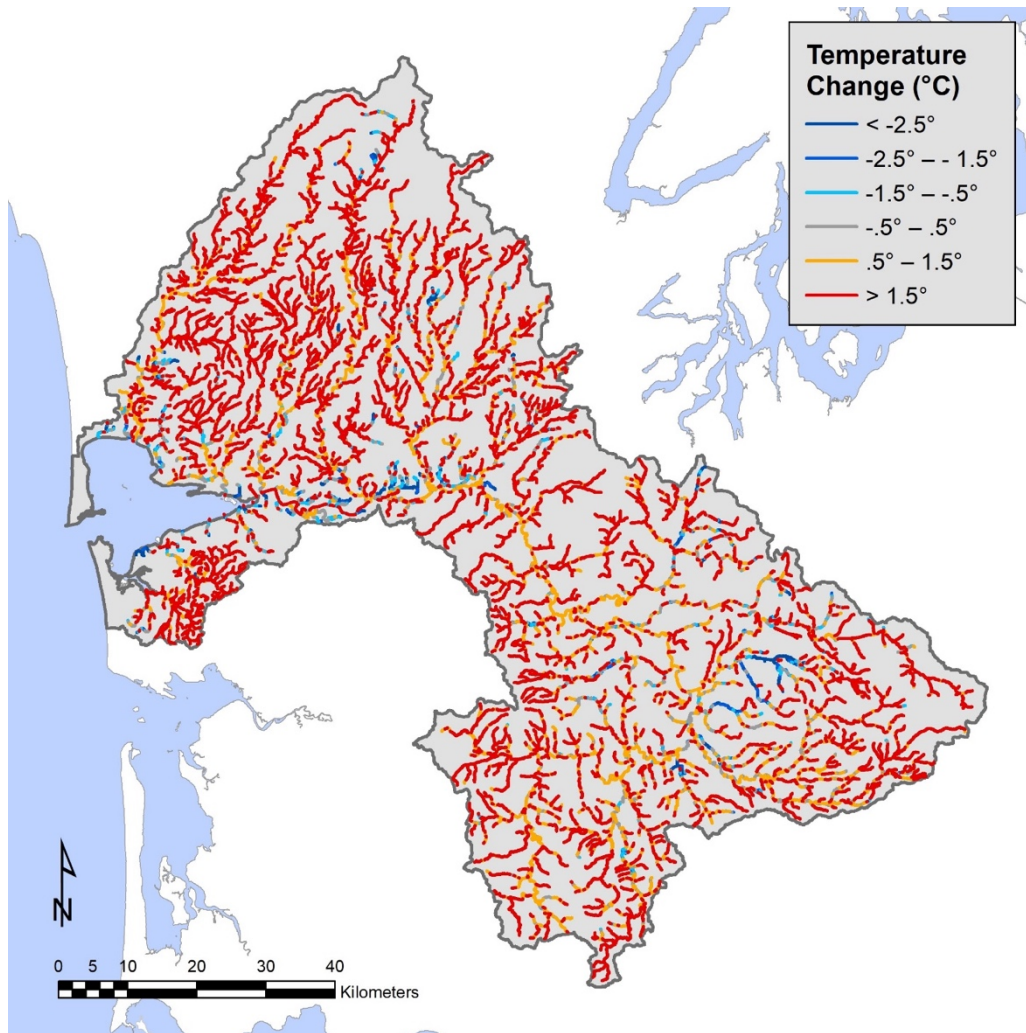 Temperature
Change (°C)
< -2.5°
-2.5° – - 1.5°
-1.5° – -.5°
-.5° – .5°
.5° – 1.5°
> 1.5°
N
0 5 10 20 30 40
Kilometers